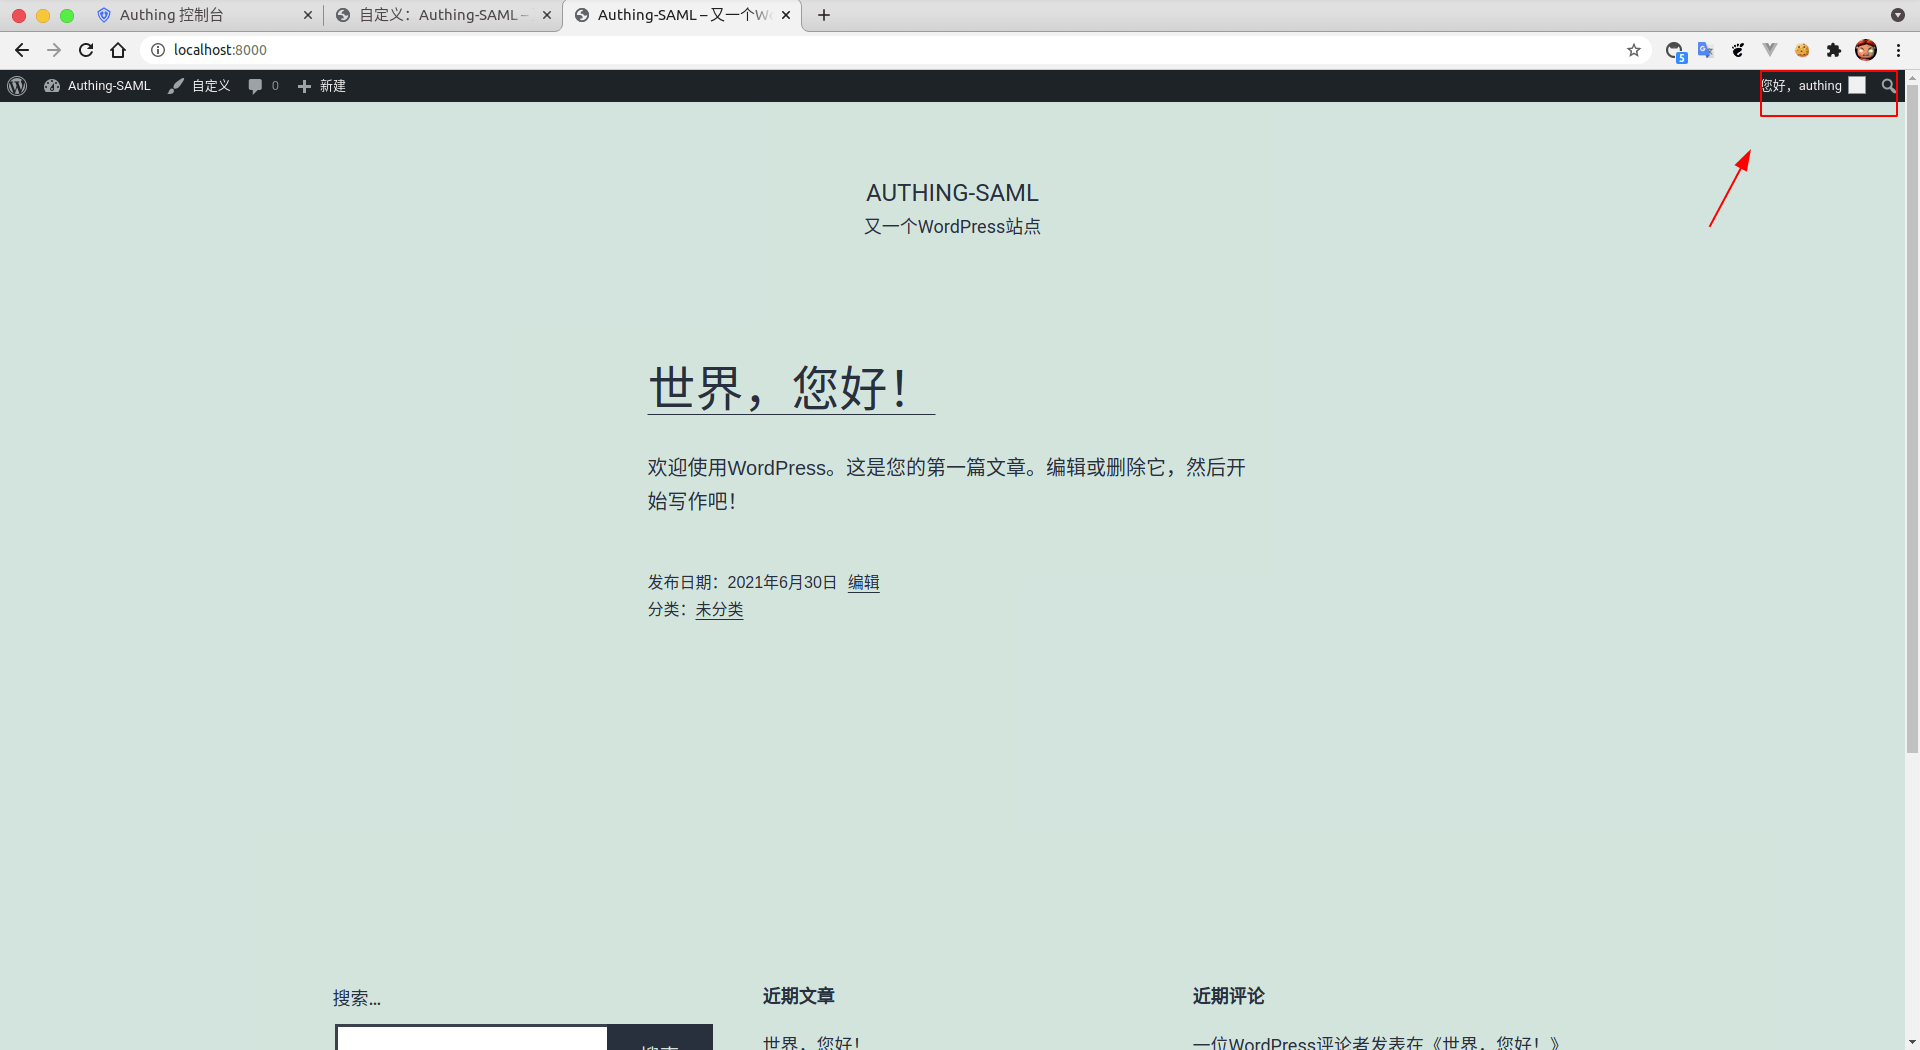 Authing 控制台
自定义：Authing-SAML –
Authing-SAML – 又一个W
localhost:8000
5
Authing-SAML 自定义 0 新建
您好，authing
AUTHING-SAML
又一个WordPress站点
世界，您好！
欢迎使用WordPress。这是您的第一篇文章。编辑或删除它，然后开
始写作吧！
发布日期：2021年6月30日 编辑
分类：未分类
搜索…
近期文章
近期评论
搜索
世界，您好！
一位WordPress评论者发表在《世界，您好！》